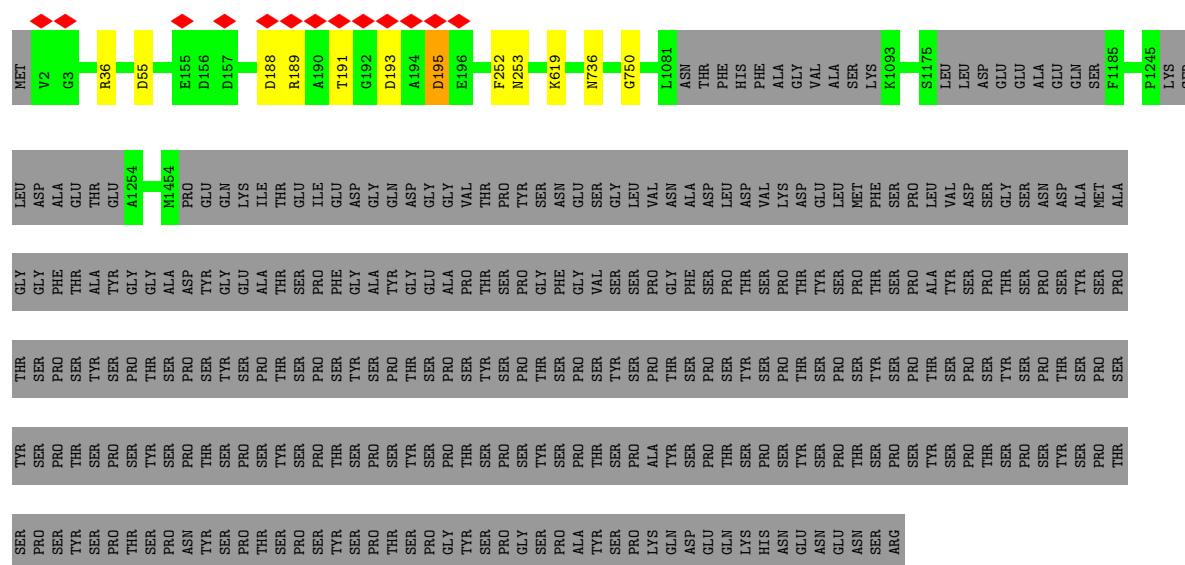 MET V2 G3 R36 D55 E155 D156 D157 D188 R189 A190 T191 G192 D193 A194 D195 E196 F252 N253 K619 N736 G750 L1081 ASN THR PHE HIS PHE ALA GLY VAL ALA SER LYS K1093 S1175 LEU LEU ASP GLU GLU ALA GLU GLN SER F1185 P1245 LYS
LEU ASP ALA GLU THR GLU A1254 M1454 PRO GLU GLN LYS ILE THR GLU ILE GLU ASP GLY GLN ASP GLY GLY VAL THR PRO TYR SER ASN GLU SER GLY LEU VAL ASN ALA ASP LEU ASP VAL LYS ASP GLU LEU MET PHE SER PRO LEU VAL ASP SER GLY SER ASN ASP ALA MET ALA
GLY GLY PHE THR ALA TYR GLY GLY ALA ASP TYR GLY GLU ALA THR SER PRO PHE GLY ALA TYR GLY GLU ALA PRO THR SER PRO GLY PHE GLY VAL SER SER PRO GLY PHE SER PRO THR SER PRO THR TYR SER PRO THR SER PRO ALA TYR SER PRO THR SER PRO SER TYR SER PRO
THR SER PRO SER TYR SER PRO THR SER PRO SER TYR SER PRO THR SER PRO SER TYR SER PRO THR SER PRO SER TYR SER PRO THR SER PRO SER TYR SER PRO THR SER PRO SER TYR SER PRO THR SER PRO SER TYR SER PRO THR SER PRO SER TYR SER PRO THR SER PRO SER
TYR SER PRO THR SER PRO SER TYR SER PRO THR SER PRO SER TYR SER PRO THR SER PRO SER TYR SER PRO THR SER PRO SER TYR SER PRO THR SER PRO ALA TYR SER PRO THR SER PRO SER TYR SER PRO THR SER PRO SER TYR SER PRO THR SER PRO SER TYR SER PRO THR
SER PRO SER TYR SER PRO THR SER PRO ASN TYR SER PRO THR SER PRO SER TYR SER PRO THR SER PRO GLY TYR SER PRO GLY SER PRO ALA TYR SER PRO LYS GLN ASP GLU GLN LYS HIS ASN GLU ASN GLU ASN SER ARG